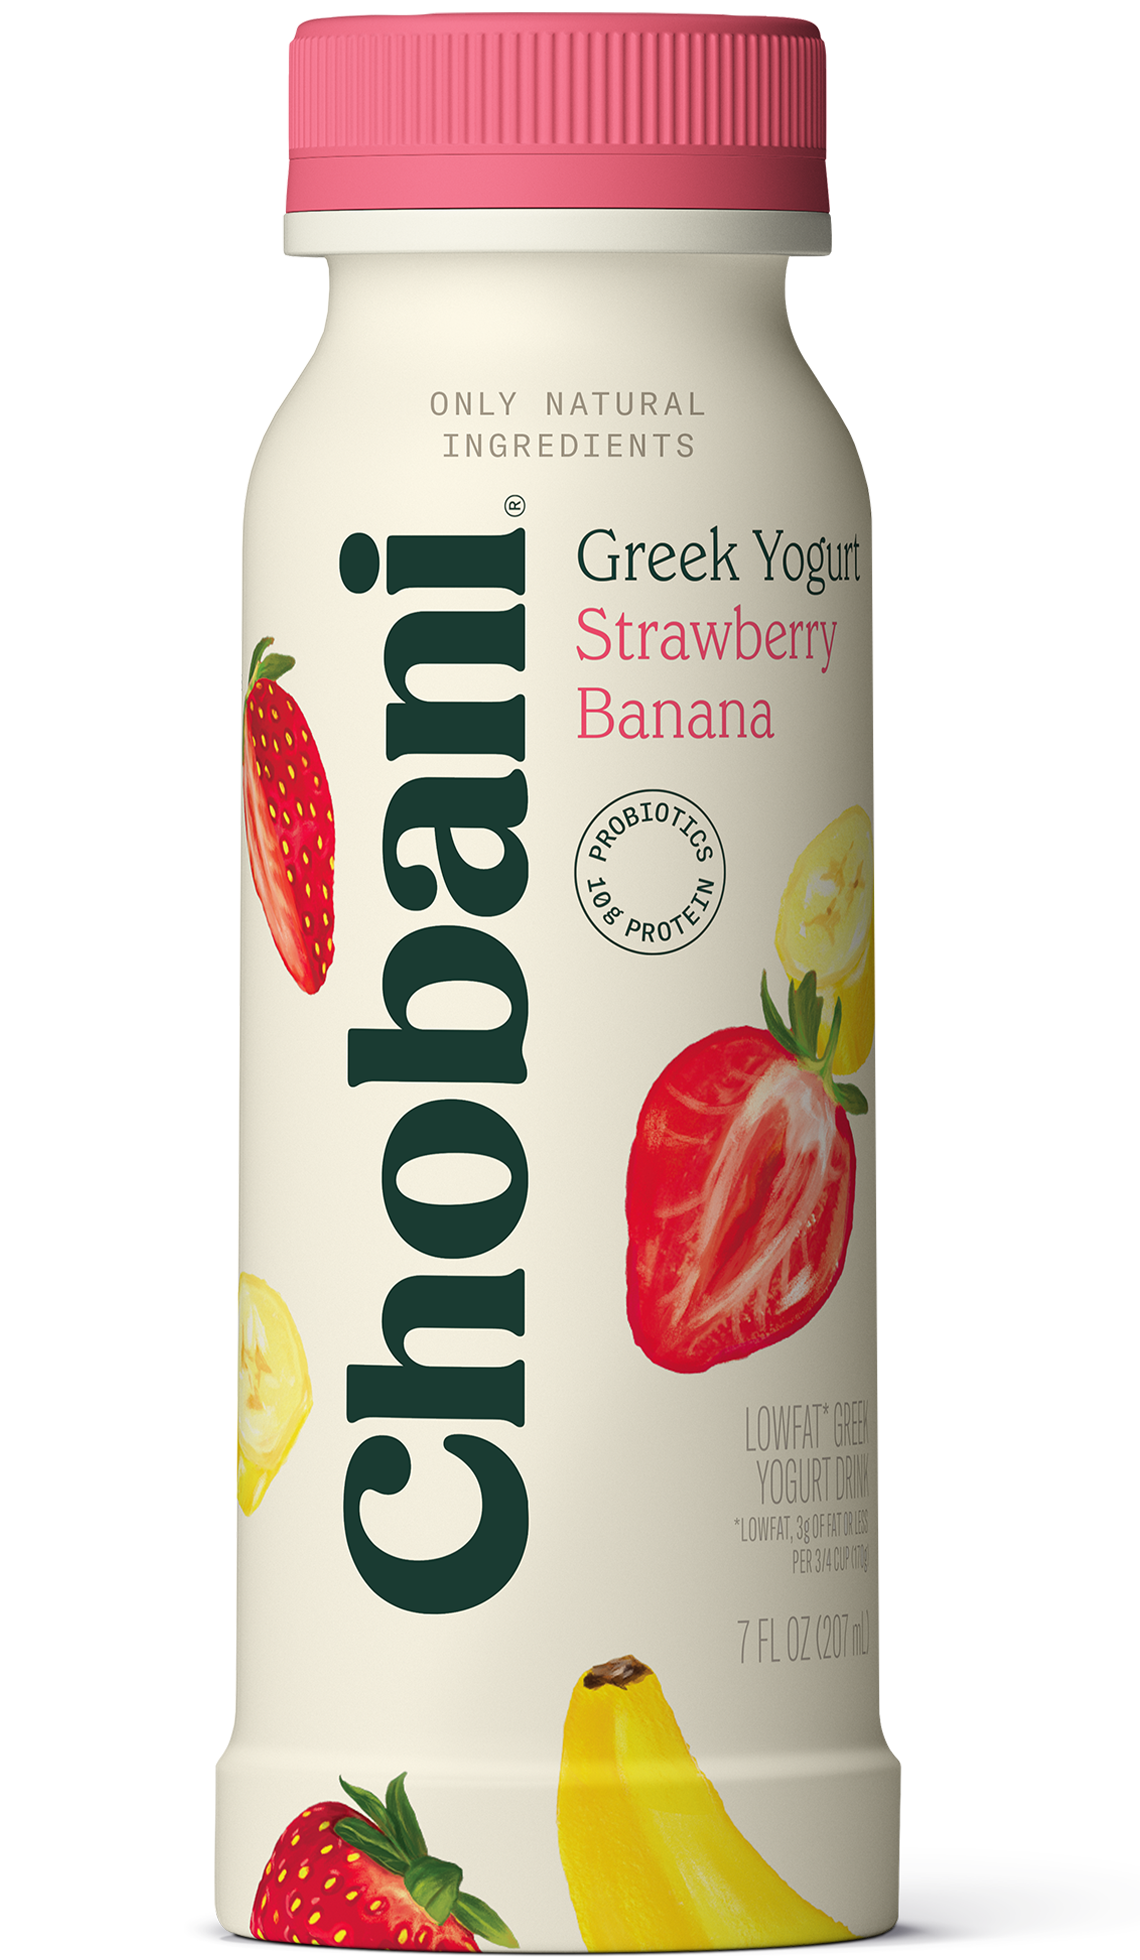 ONLY NATURAL
INGREDIENTS
Chobani®
Greek Yogurt
Strawberry
Banana
PROBIOTICS
10g PROTEIN
LOWFAT* GREEK
YOGURT DRINK
*LOWFAT, 3g OF FAT OR LESS
PER 3/4 CUP (170g)
7 FL OZ (207 mL)